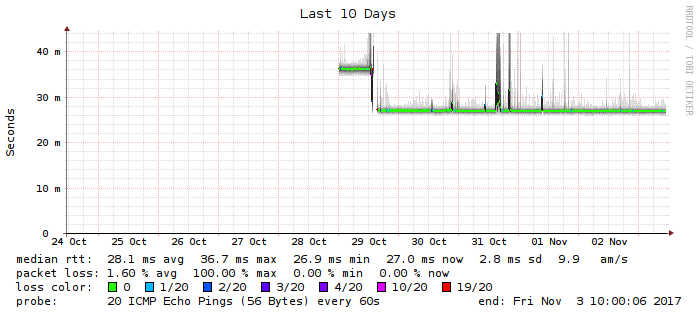 Last 10 Days
RRDTOOL / TOBI OETIKER
Seconds
40 m
30 m
20 m
10 m
0
24 Oct 25 Oct 26 Oct 27 Oct 28 Oct 29 Oct 30 Oct 31 Oct 01 Nov 02 Nov
median rtt: 28.1 ms avg 36.7 ms max 26.9 ms min 27.0 ms now 2.8 ms sd 9.9 am/s
packet loss: 1.60 % avg 100.00 % max 0.00 % min 0.00 % now
loss color: 0 1/20 2/20 3/20 4/20 10/20 19/20
probe: 20 ICMP Echo Pings (56 Bytes) every 60s end: Fri Nov 3 10:00:06 2017